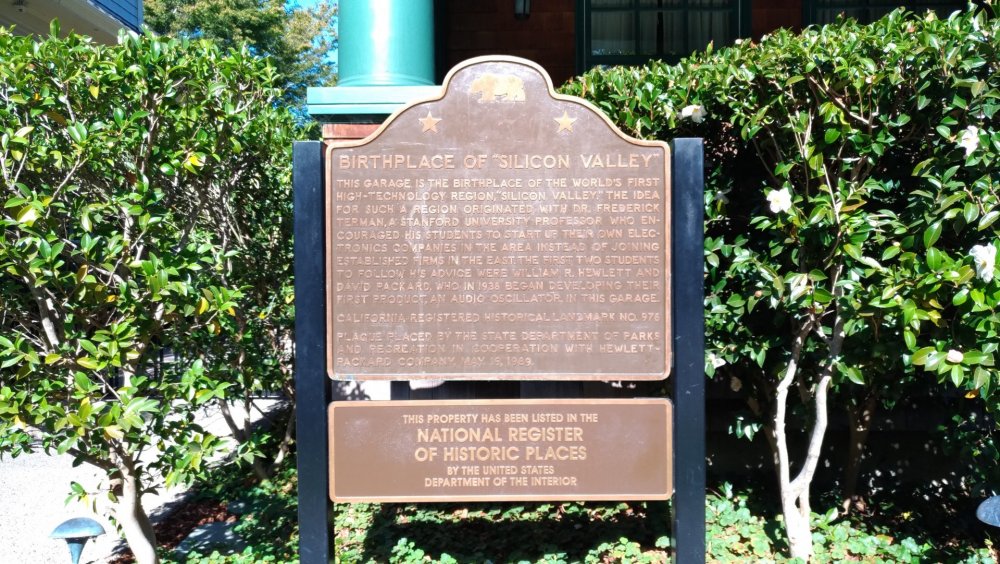 BIRTHPLACE OF "SILICON VALLEY"
THIS GARAGE IS THE BIRTHPLACE OF THE WORLD'S FIRST
HIGH-TECHNOLOGY REGION, "SILICON VALLEY." THE IDEA
FOR SUCH A REGION ORIGINATED WITH DR. FREDERICK
TERMAN, A STANFORD UNIVERSITY PROFESSOR WHO EN-
COURAGED HIS STUDENTS TO START UP THEIR OWN ELEC-
TRONICS COMPANIES IN THE AREA INSTEAD OF JOINING
ESTABLISHED FIRMS IN THE EAST. THE FIRST TWO STUDENTS
TO FOLLOW HIS ADVICE WERE WILLIAM R. HEWLETT AND
DAVID PACKARD, WHO IN 1938 BEGAN DEVELOPING THEIR
FIRST PRODUCT, AN AUDIO OSCILLATOR, IN THIS GARAGE.
CALIFORNIA REGISTERED HISTORICAL LANDMARK NO. 976
PLAQUE PLACED BY THE STATE DEPARTMENT OF PARKS
AND RECREATION IN COOPERATION WITH HEWLETT-
PACKARD COMPANY, MAY 19, 1989.
THIS PROPERTY HAS BEEN LISTED IN THE
NATIONAL REGISTER
OF HISTORIC PLACES
BY THE UNITED STATES
DEPARTMENT OF THE INTERIOR